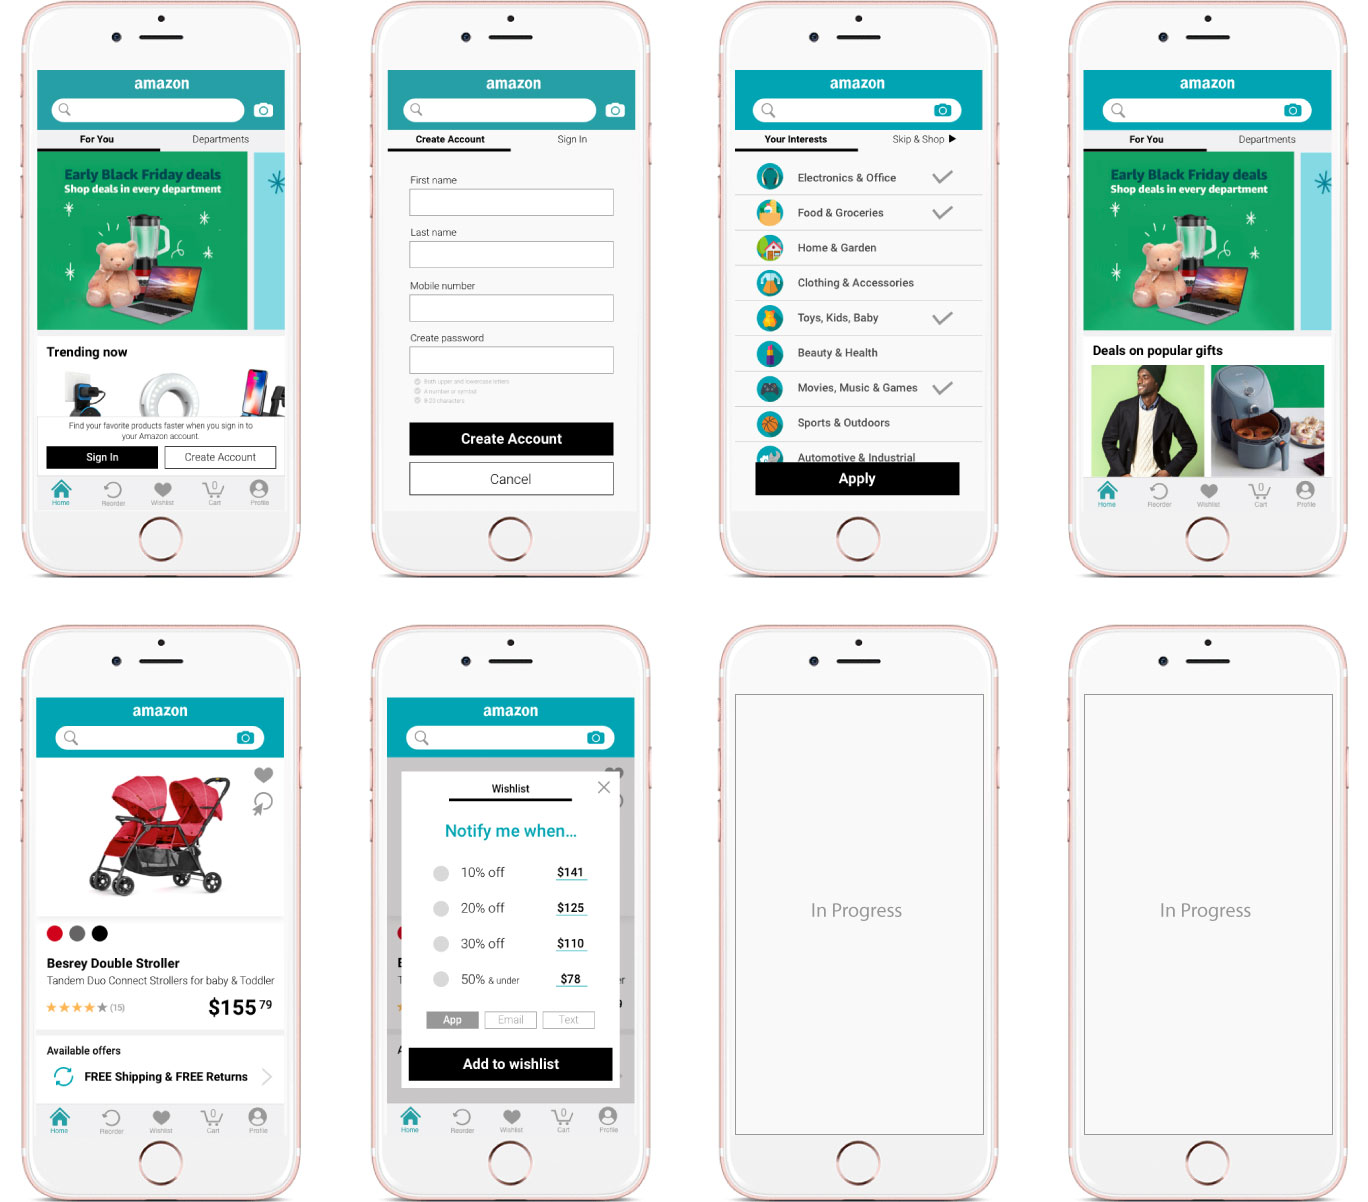 amazon
For You
Departments
Early Black Friday deals
Shop deals in every department
Trending now
Find your favorite products faster when you sign in to
your Amazon account.
Sign In
Create Account
Home
Reorder
Wishlist
0
Cart
Profile
amazon
Create Account
Sign In
First name
Last name
Mobile number
Create password
Both upper and lowercase letters
A number or symbol
Create Account
Cancel
amazon
Your Interests
Skip & Shop
Electronics & Office
Food & Groceries
Home & Garden
Clothing & Accessories
Toys, Kids, Baby
Beauty & Health
Movies, Music & Games
Sports & Outdoors
Automotive & Industrial
Apply
amazon
For You
Departments
Early Black Friday deals
Shop deals in every department
Deals on popular gifts
Home
Reorder
Wishlist
0
Cart
Profile
amazon
Besrey Double Stroller
Tandem Duo Connect Strollers for baby & Toddler
(15)
$155 79
Available offers
FREE Shipping & FREE Returns
Home
Reorder
Wishlist
0
Cart
Profile
amazon
Wishlist
Notify me when...
10% off $141
20% off $125
30% off $110
50% & under $78
App
Email
Text
Add to wishlist
Home
Reorder
Wishlist
0
Cart
Profile
In Progress
In Progress